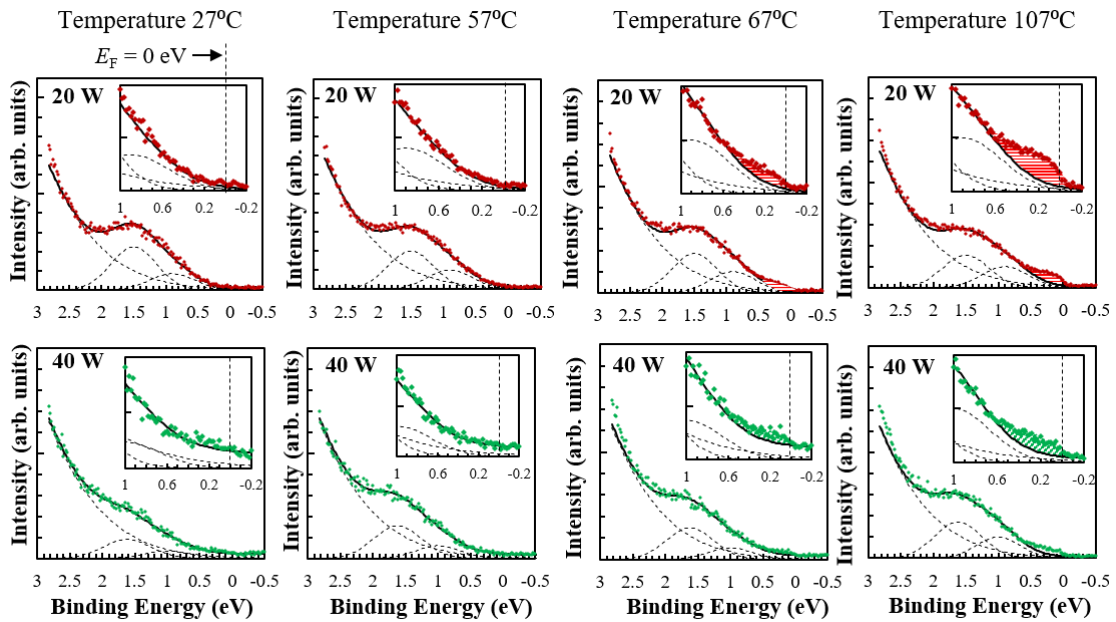 Temperature 27°C Temperature 57°C Temperature 67°C Temperature 107°C
E_F = 0 eV
20 W 20 W 20 W 20 W
1 0.6 0.2 -0.2 1 0.6 0.2 -0.2 1 0.6 0.2 -0.2 1 0.6 0.2 -0.2
Intensity (arb. units) Intensity (arb. units) Intensity (arb. units) Intensity (arb. units)
3 2.5 2 1.5 1 0.5 0 -0.5 3 2.5 2 1.5 1 0.5 0 -0.5 3 2.5 2 1.5 1 0.5 0 -0.5 3 2.5 2 1.5 1 0.5 0 -0.5
40 W 40 W 40 W 40 W
1 0.6 0.2 -0.2 1 0.6 0.2 -0.2 1 0.6 0.2 -0.2 1 0.6 0.2 -0.2
Intensity (arb. units) Intensity (arb. units) Intensity (arb. units) Intensity (arb. units)
3 2.5 2 1.5 1 0.5 0 -0.5 3 2.5 2 1.5 1 0.5 0 -0.5 3 2.5 2 1.5 1 0.5 0 -0.5 3 2.5 2 1.5 1 0.5 0 -0.5
Binding Energy (eV) Binding Energy (eV) Binding Energy (eV) Binding Energy (eV)